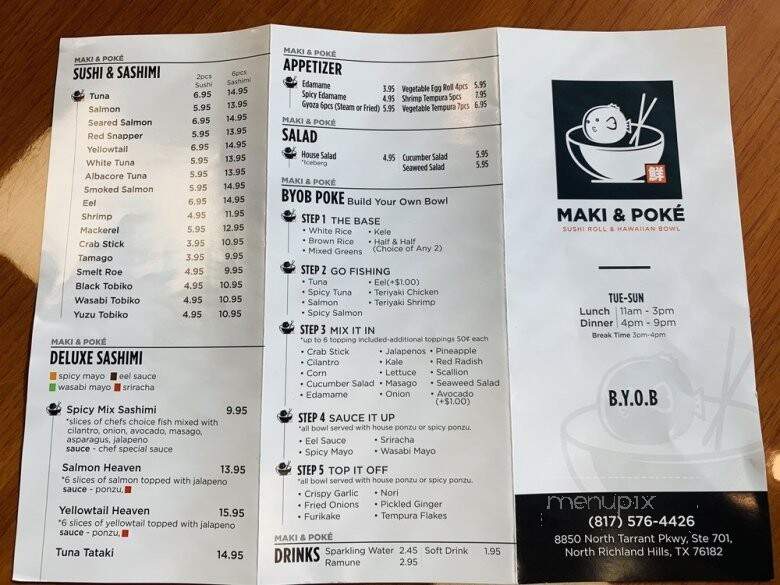 MAKI & POKÉ
SUSHI & SASHIMI
2pcs Sushi 6pcs Sashimi
Tuna 6.95 14.95
Salmon 5.95 13.95
Seared Salmon 6.95 14.95
Red Snapper 5.95 13.95
Yellowtail 6.95 14.95
White Tuna 5.95 13.95
Albacore Tuna 5.95 13.95
Smoked Salmon 5.95 14.95
Eel 6.95 14.95
Shrimp 4.95 11.95
Mackerel 5.95 12.95
Crab Stick 3.95 10.95
Tamago 3.95 9.95
Smelt Roe 4.95 9.95
Black Tobiko 4.95 10.95
Wasabi Tobiko 4.95 10.95
Yuzu Tobiko 4.95 10.95
MAKI & POKÉ
DELUXE SASHIMI
spicy mayo eel sauce
wasabi mayo sriracha
Spicy Mix Sashimi 9.95
*slices of chefs choice fish mixed with
cilantro, onion, avocado, masago,
asparagus, jalapeno
sauce - chef special sauce
Salmon Heaven 13.95
*6 slices of salmon topped with jalapeno
sauce - ponzu,
Yellowtail Heaven 15.95
*6 slices of yellowtail topped with jalapeno
sauce - ponzu,
Tuna Tataki 14.95
MAKI & POKÉ
APPETIZER
Edamame 3.95 Vegetable Egg Roll 4pcs 5.95
Spicy Edamame 4.95 Shrimp Tempura 5pcs 7.95
Gyoza 6pcs (Steam or Fried) 5.95 Vegetable Tempura 7pcs 6.95
MAKI & POKÉ
SALAD
House Salad 4.95 Cucumber Salad 5.95
*Iceberg Seaweed Salad 5.95
MAKI & POKÉ
BYOB POKE Build Your Own Bowl
STEP 1 THE BASE
• White Rice • Kele
• Brown Rice • Half & Half
• Mixed Greens (Choice of Any 2)
STEP 2 GO FISHING
• Tuna • Eel(+$1.00)
• Spicy Tuna • Teriyaki Chicken
• Salmon • Teriyaki Shrimp
• Spicy Salmon
STEP 3 MIX IT IN
*up to 6 topping included-additional toppings 50¢ each
• Crab Stick • Jalapenos • Pineapple
• Cilantro • Kale • Red Radish
• Corn • Lettuce • Scallion
• Cucumber Salad • Masago • Seaweed Salad
• Edamame • Onion • Avocado
(+$1.00)
STEP 4 SAUCE IT UP
*all bowl served with house ponzu or spicy ponzu.
• Eel Sauce • Sriracha
• Spicy Mayo • Wasabi Mayo
STEP 5 TOP IT OFF
*all bowl served with house ponzu or spicy ponzu.
• Crispy Garlic • Nori
• Fried Onions • Pickled Ginger
• Furikake • Tempura Flakes
MAKI & POKÉ
DRINKS Sparkling Water 2.45 Soft Drink 1.95
Ramune 2.95
鮮
MAKI & POKÉ
SUSHI ROLL & HAWAIIAN BOWL
TUE-SUN
Lunch 11am - 3pm
Dinner 4pm - 9pm
Break Time 3pm-4pm
B.Y.O.B
menupix
(817) 576-4426
8850 North Tarrant Pkwy, Ste 701,
North Richland Hills, TX 76182